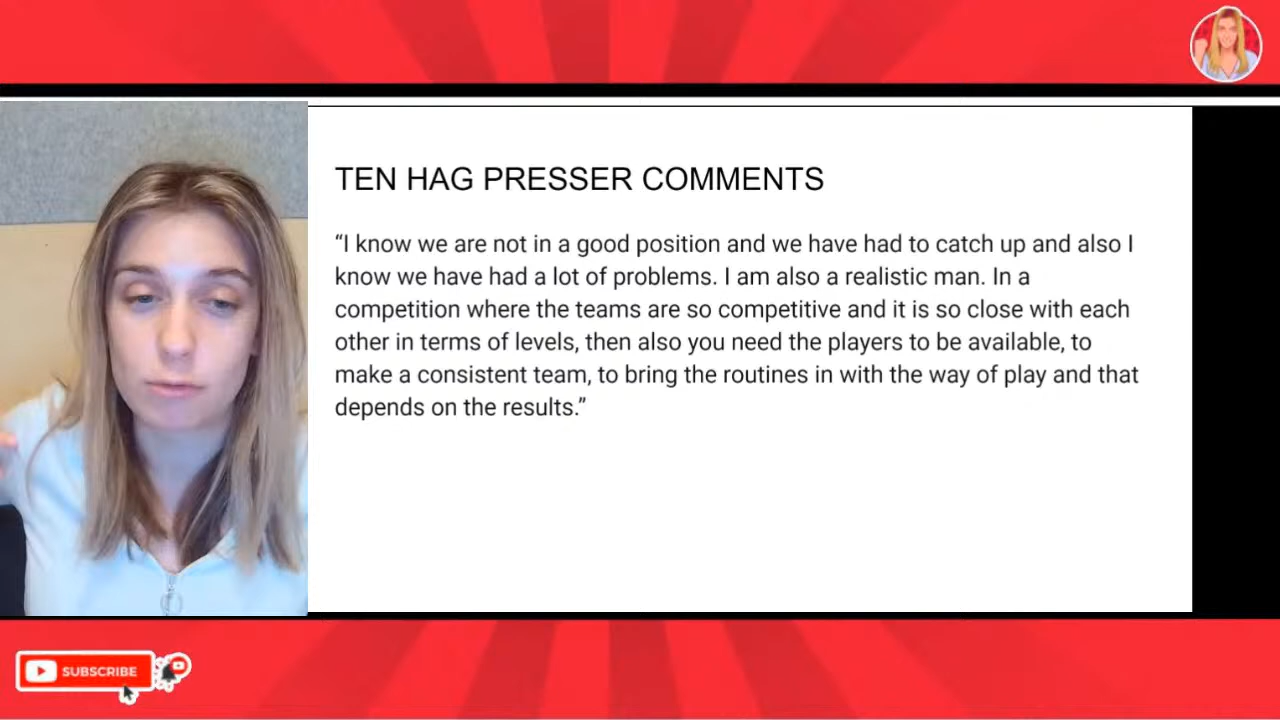 TEN HAG PRESSER COMMENTS
“I know we are not in a good position and we have had to catch up and also I
know we have had a lot of problems. I am also a realistic man. In a
competition where the teams are so competitive and it is so close with each
other in terms of levels, then also you need the players to be available, to
make a consistent team, to bring the routines in with the way of play and that
depends on the results.”
SUBSCRIBE